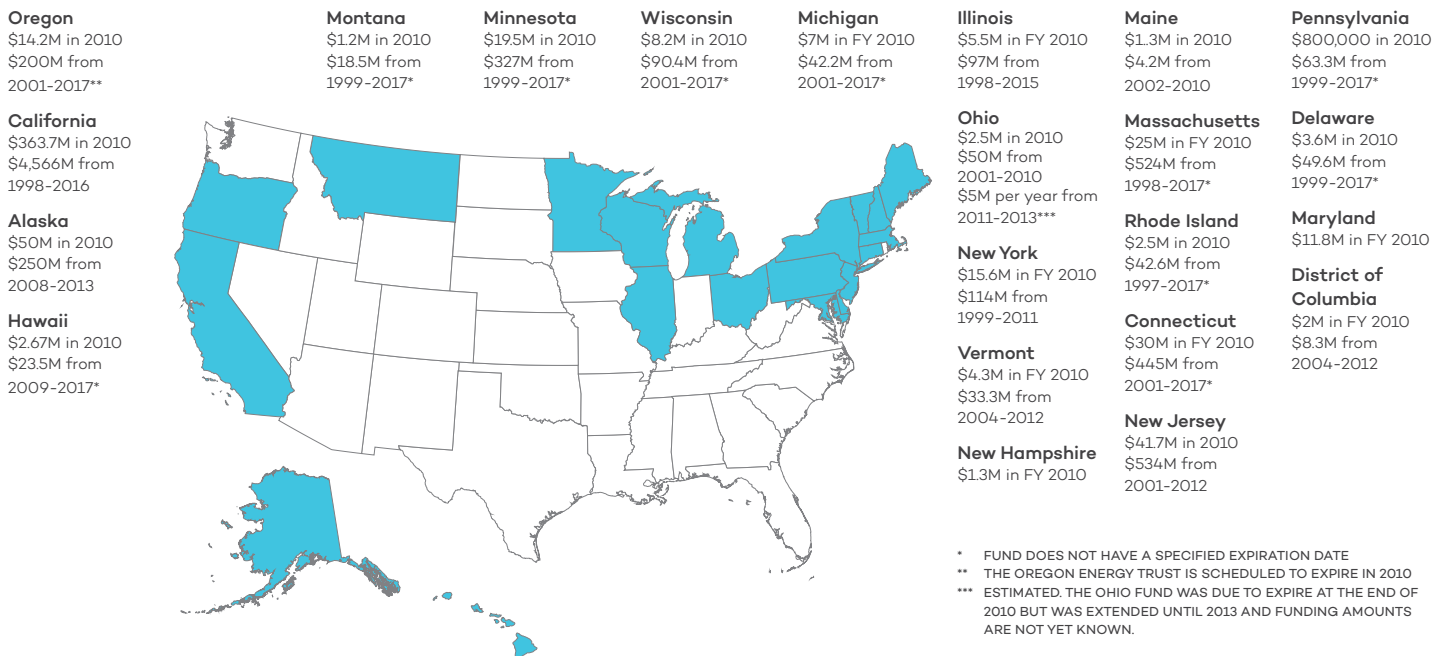 Oregon
$14.2M in 2010
$200M from
2001-2017**
California
$363.7M in 2010
$4,566M from
1998-2016
Alaska
$50M in 2010
$250M from
2008-2013
Hawaii
$2.67M in 2010
$23.5M from
2009-2017*
Montana
$1.2M in 2010
$18.5M from
1999-2017*
Minnesota
$19.5M in 2010
$327M from
1999-2017*
Wisconsin
$8.2M in 2010
$90.4M from
2001-2017*
Michigan
$7M in FY 2010
$42.2M from
2001-2017*
Illinois
$5.5M in FY 2010
$97M from
1998-2015
Ohio
$2.5M in 2010
$50M from
2001-2010
$5M per year from
2011-2013***
New York
$15.6M in FY 2010
$114M from
1999-2011
Vermont
$4.3M in FY 2010
$33.3M from
2004-2012
New Hampshire
$1.3M in FY 2010
Maine
$1..3M in 2010
$4.2M from
2002-2010
Massachusetts
$25M in FY 2010
$524M from
1998-2017*
Rhode Island
$2.5M in 2010
$42.6M from
1997-2017*
Connecticut
$30M in FY 2010
$445M from
2001-2017*
New Jersey
$41.7M in 2010
$534M from
2001-2012
Pennsylvania
$800,000 in 2010
$63.3M from
1999-2017*
Delaware
$3.6M in 2010
$49.6M from
1999-2017*
Maryland
$11.8M in FY 2010
District of
Columbia
$2M in FY 2010
$8.3M from
2004-2012
* FUND DOES NOT HAVE A SPECIFIED EXPIRATION DATE
** THE OREGON ENERGY TRUST IS SCHEDULED TO EXPIRE IN 2010
*** ESTIMATED. THE OHIO FUND WAS DUE TO EXPIRE AT THE END OF
2010 BUT WAS EXTENDED UNTIL 2013 AND FUNDING AMOUNTS
ARE NOT YET KNOWN.